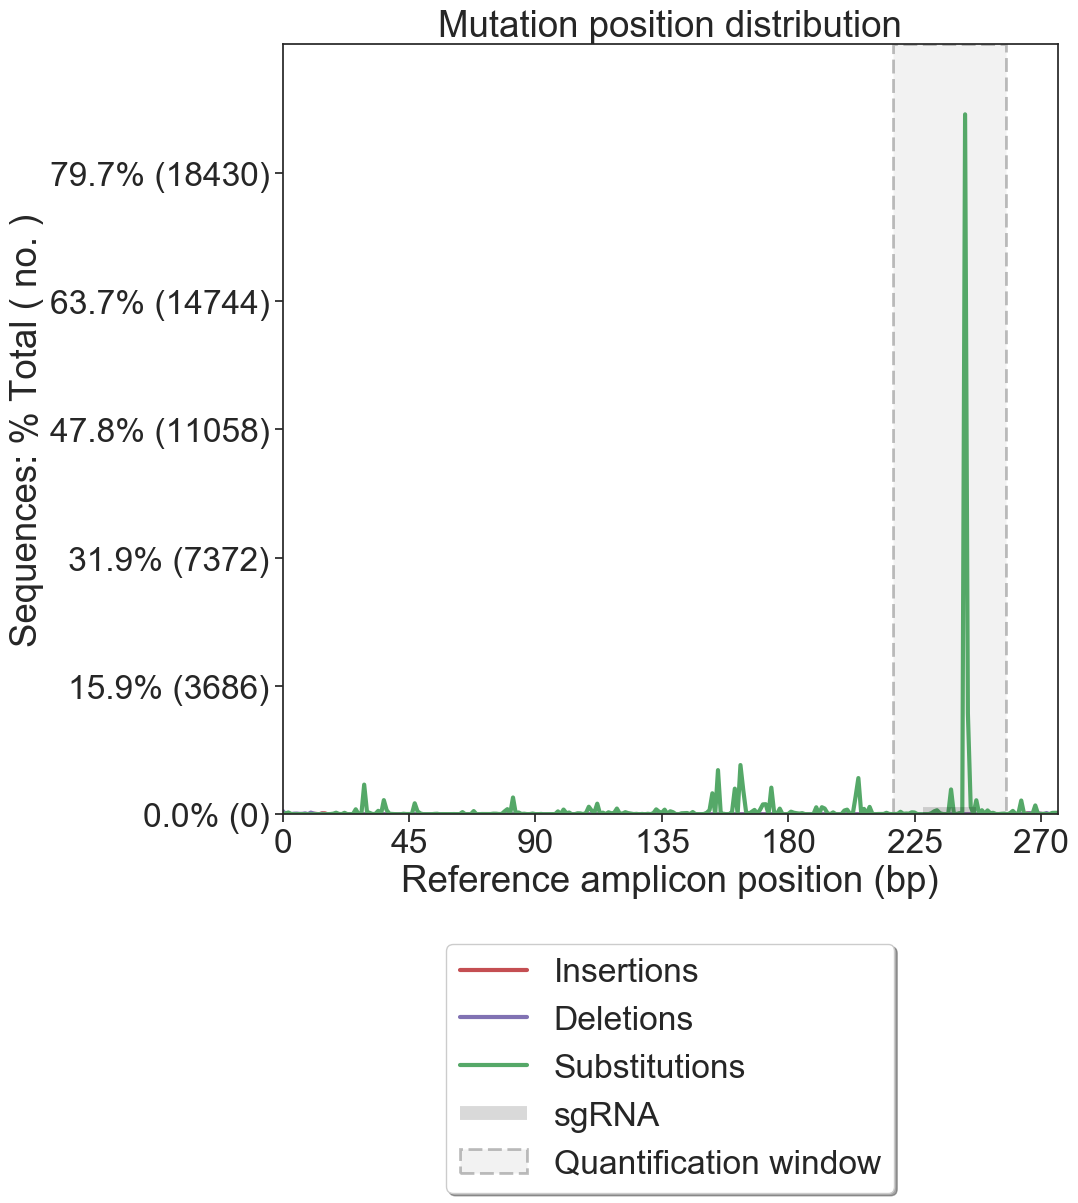 Mutation position distribution
Sequences: % Total ( no. )
79.7% (18430)
63.7% (14744)
47.8% (11058)
31.9% (7372)
15.9% (3686)
0.0% (0)
0 45 90 135 180 225 270
Reference amplicon position (bp)
Insertions
Deletions
Substitutions
sgRNA
Quantification window